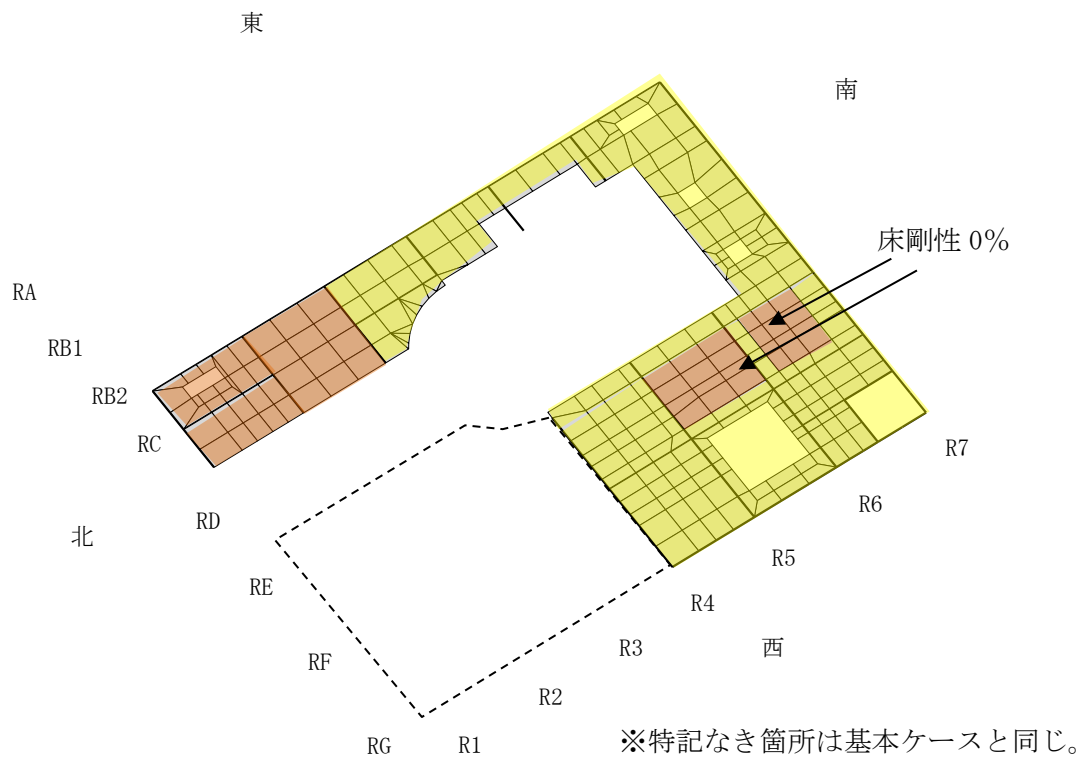 東
南
床剛性 0%
RA
RB1
RB2
RC
R7
RD
R6
北
R5
RE
R4
R3
西
RF
R2
RG
R1
※特記なき箇所は基本ケースと同じ。